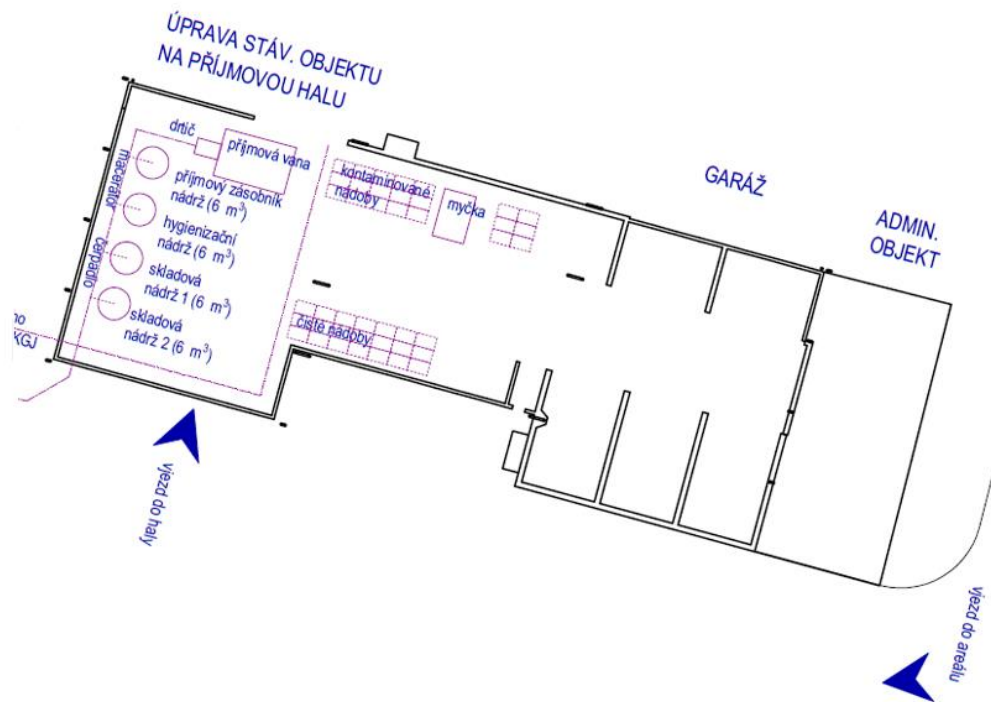 ÚPRAVA STÁV. OBJEKTU
NA PŘÍJMOVOU HALU
drtič
příjmová vana
macerátor
příjmový zásobník
nádrž (6 m³)
hygienizační
nádrž (6 m³)
čerpadlo
skladová
nádrž 1 (6 m³)
skladová
nádrž 2 (6 m³)
kontaminované
nádoby
myčka
čisté nádoby
GARÁŽ
ADMIN.
OBJEKT
no
KGJ
vjezd do haly
vjezd do areálu